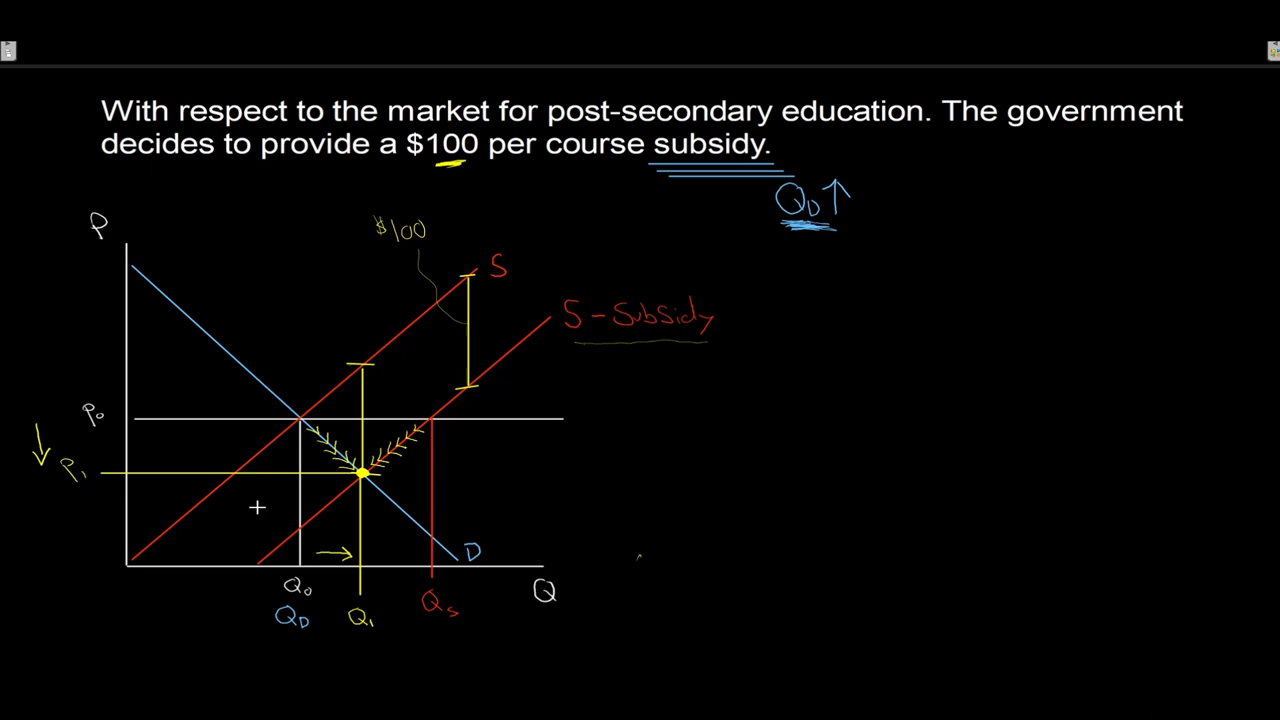 With respect to the market for post-secondary education. The government
decides to provide a $100 per course subsidy.
QD↑
P
$100
S
S-Subsidy
P0
P1
D
Q0
Q
QS
QD
Q1